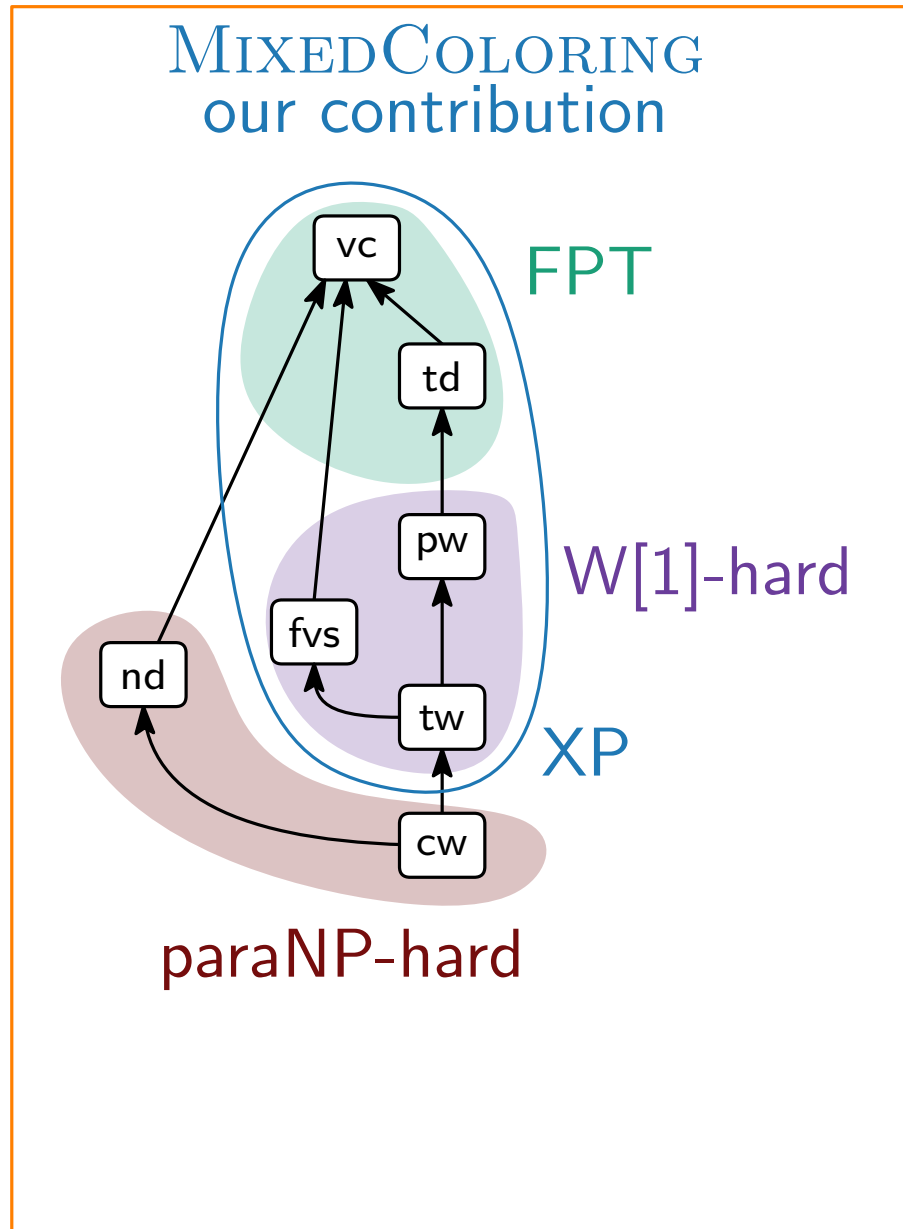 MIXEDCOLORING
our contribution
vc
FPT
td
pw
W[1]-hard
fvs
nd
tw
XP
cw
paraNP-hard